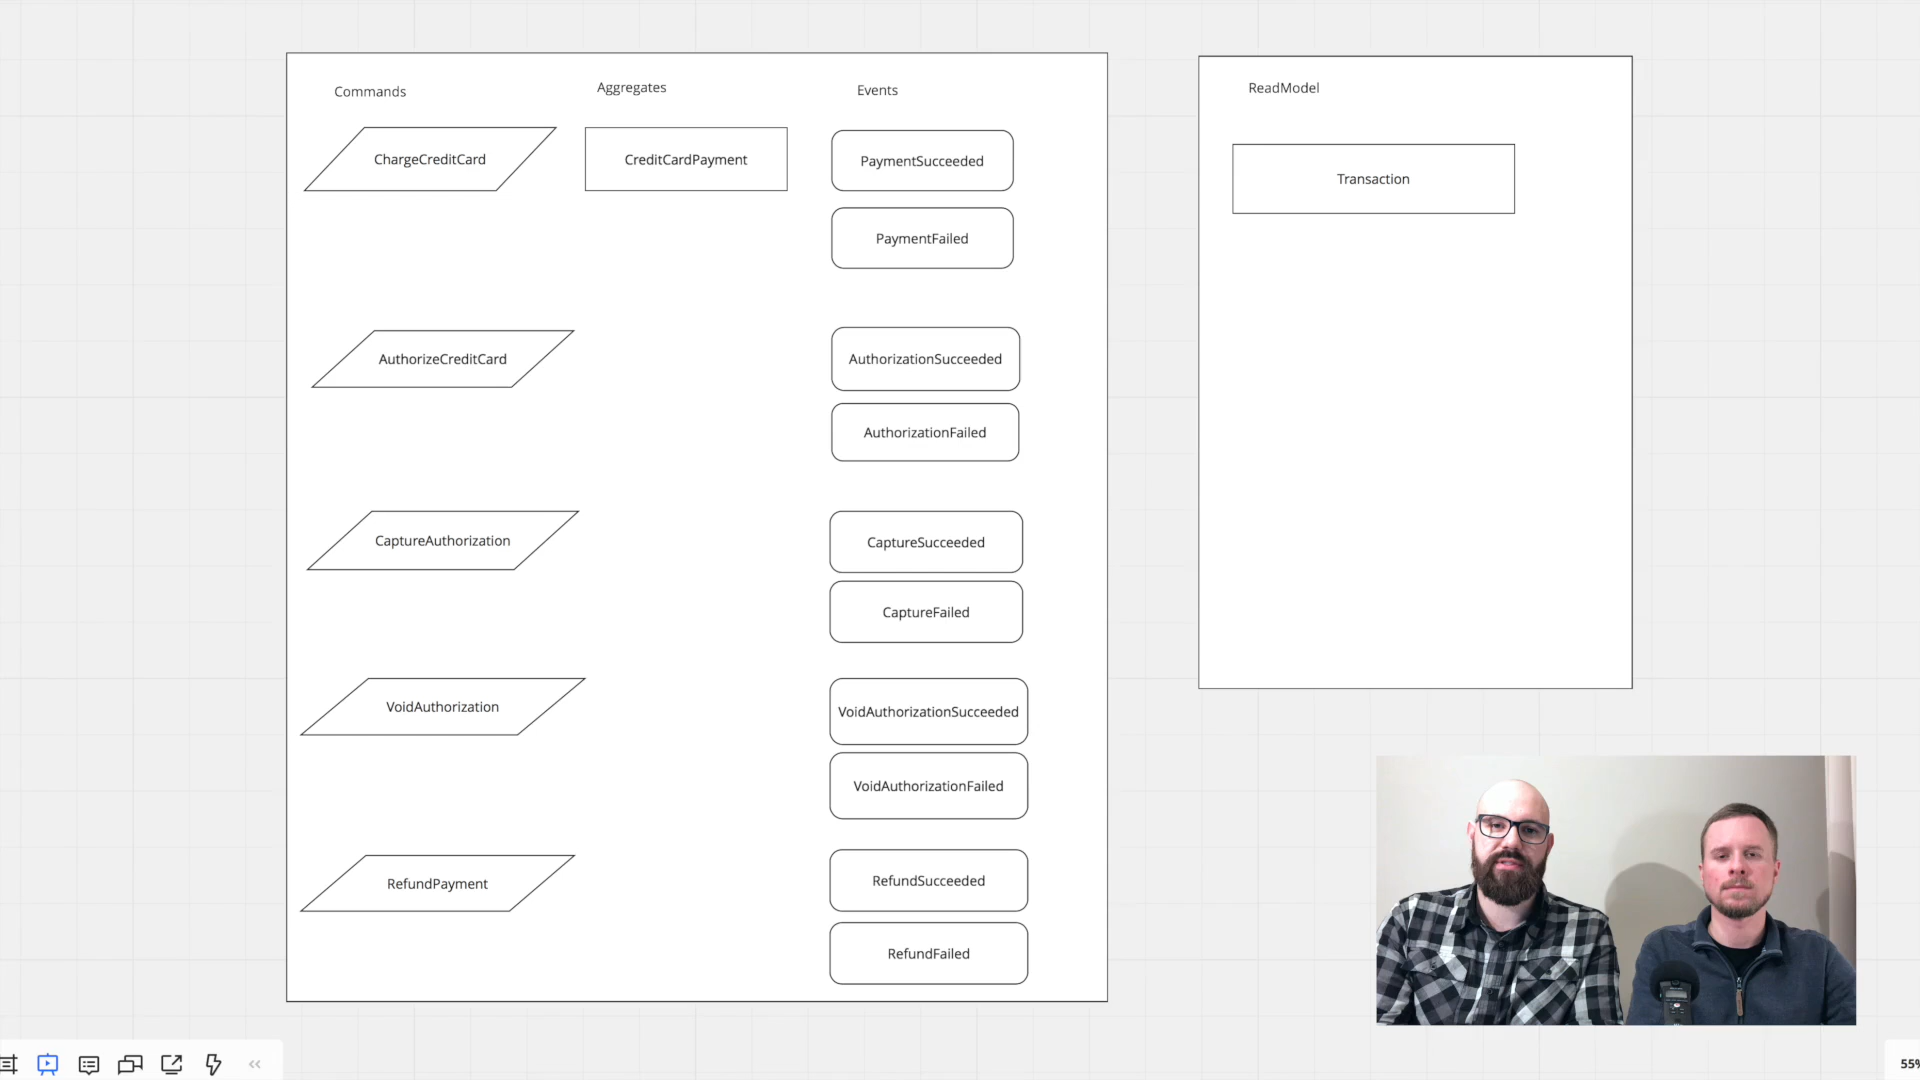 Commands
Aggregates
Events
ReadModel
ChargeCreditCard
CreditCardPayment
PaymentSucceeded
Transaction
PaymentFailed
AuthorizeCreditCard
AuthorizationSucceeded
AuthorizationFailed
CaptureAuthorization
CaptureSucceeded
CaptureFailed
VoidAuthorization
VoidAuthorizationSucceeded
VoidAuthorizationFailed
RefundPayment
RefundSucceeded
RefundFailed
55%